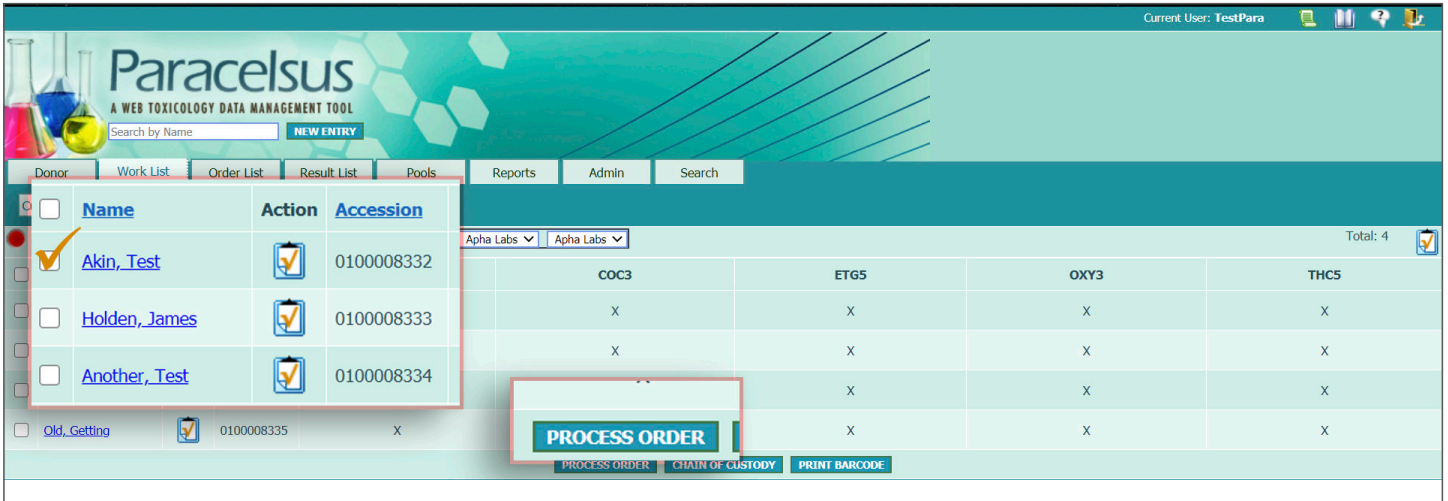 Current User: TestPara
Paracelsus
A WEB TOXICOLOGY DATA MANAGEMENT TOOL
Search by Name NEW ENTRY
Donor Work List Order List Result List Pools Reports Admin Search
Name Action Accession
Akin, Test 0100008332
Holden, James 0100008333
Another, Test 0100008334
Apha Labs Apha Labs Total: 4
COC3 ETG5 OXY3 THC5
X X X X
X X X X
X X X
Old, Getting 0100008335 X X X X
PROCESS ORDER
PROCESS ORDER CHAIN OF CUSTODY PRINT BARCODE